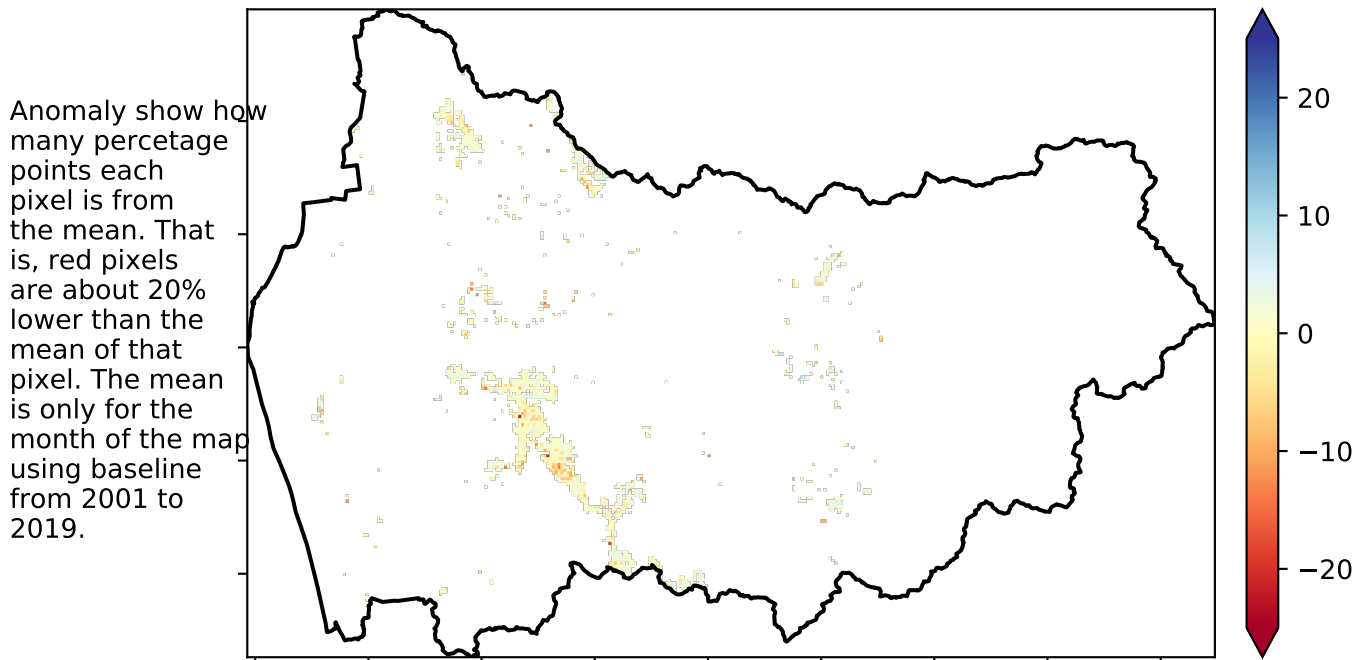 Anomaly show how
many percetage
points each
pixel is from
the mean. That
is, red pixels
are about 20%
lower than the
mean of that
pixel. The mean
is only for the
month of the map
using baseline
from 2001 to
2019.
20
10
0
−10
−20